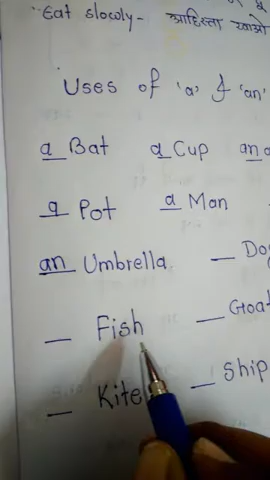 Eat slowly - आहिस्ता खाओ
Uses of 'a' & 'an'
a Bat a Cup an
a Pot a Man
an Umbrella __ Dog
__ Fish __ Goat
__ Kite __ Ship